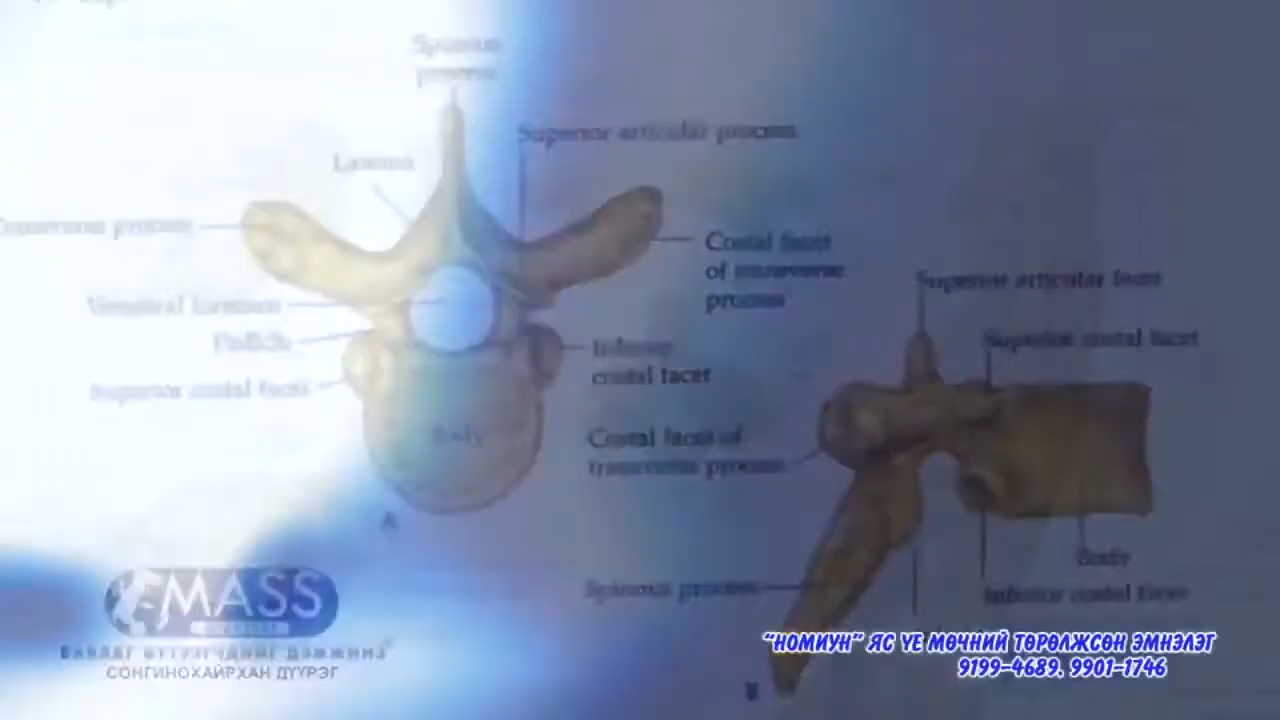 Spinous
process
Superior articular process
Lamina
Transverse process
Costal facet
of transverse
process
Vertebral foramen
Pedicle
Inferior
costal facet
Superior costal facet
Body
Costal facet of
transverse process
A
Superior articular facet
Superior costal facet
Spinous process
Body
Inferior costal facet
B
MASS
СОНГИНОХАЙРХАН ДҮҮРЭГ
"НОМИУН" ЯС ҮЕ МӨЧНИЙ ТӨРӨЛЖСӨН ЭМНЭЛЭГ
9199-4689. 9901-1746